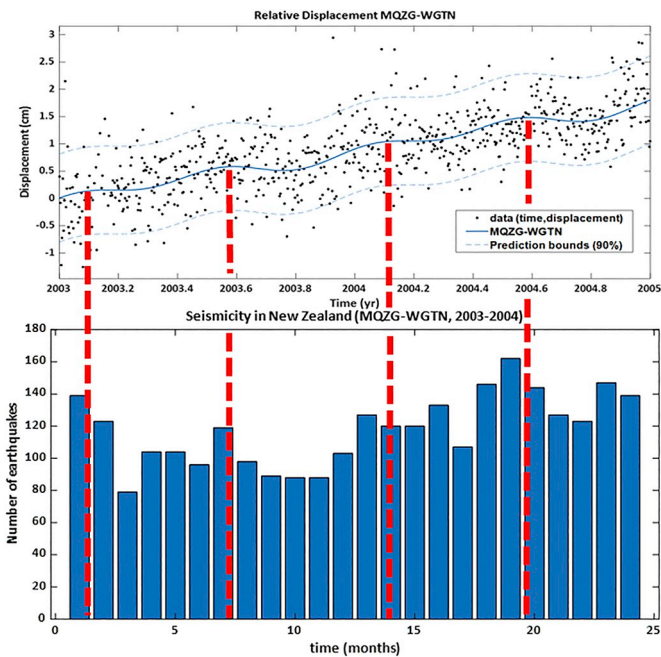 Relative Displacement MQZG-WGTN
3
2.5
2
1.5
1
0.5
0
-0.5
-1
Displacement (cm)
data (time,displacement)
MQZG-WGTN
Prediction bounds (90%)
2003 2003.2 2003.4 2003.6 2003.8 2004 2004.2 2004.4 2004.6 2004.8 2005
Time (yr)
Seismicity in New Zealand (MQZG-WGTN, 2003-2004)
180
160
140
120
100
80
60
40
20
0
Number of earthquakes
0 5 10 15 20 25
time (months)